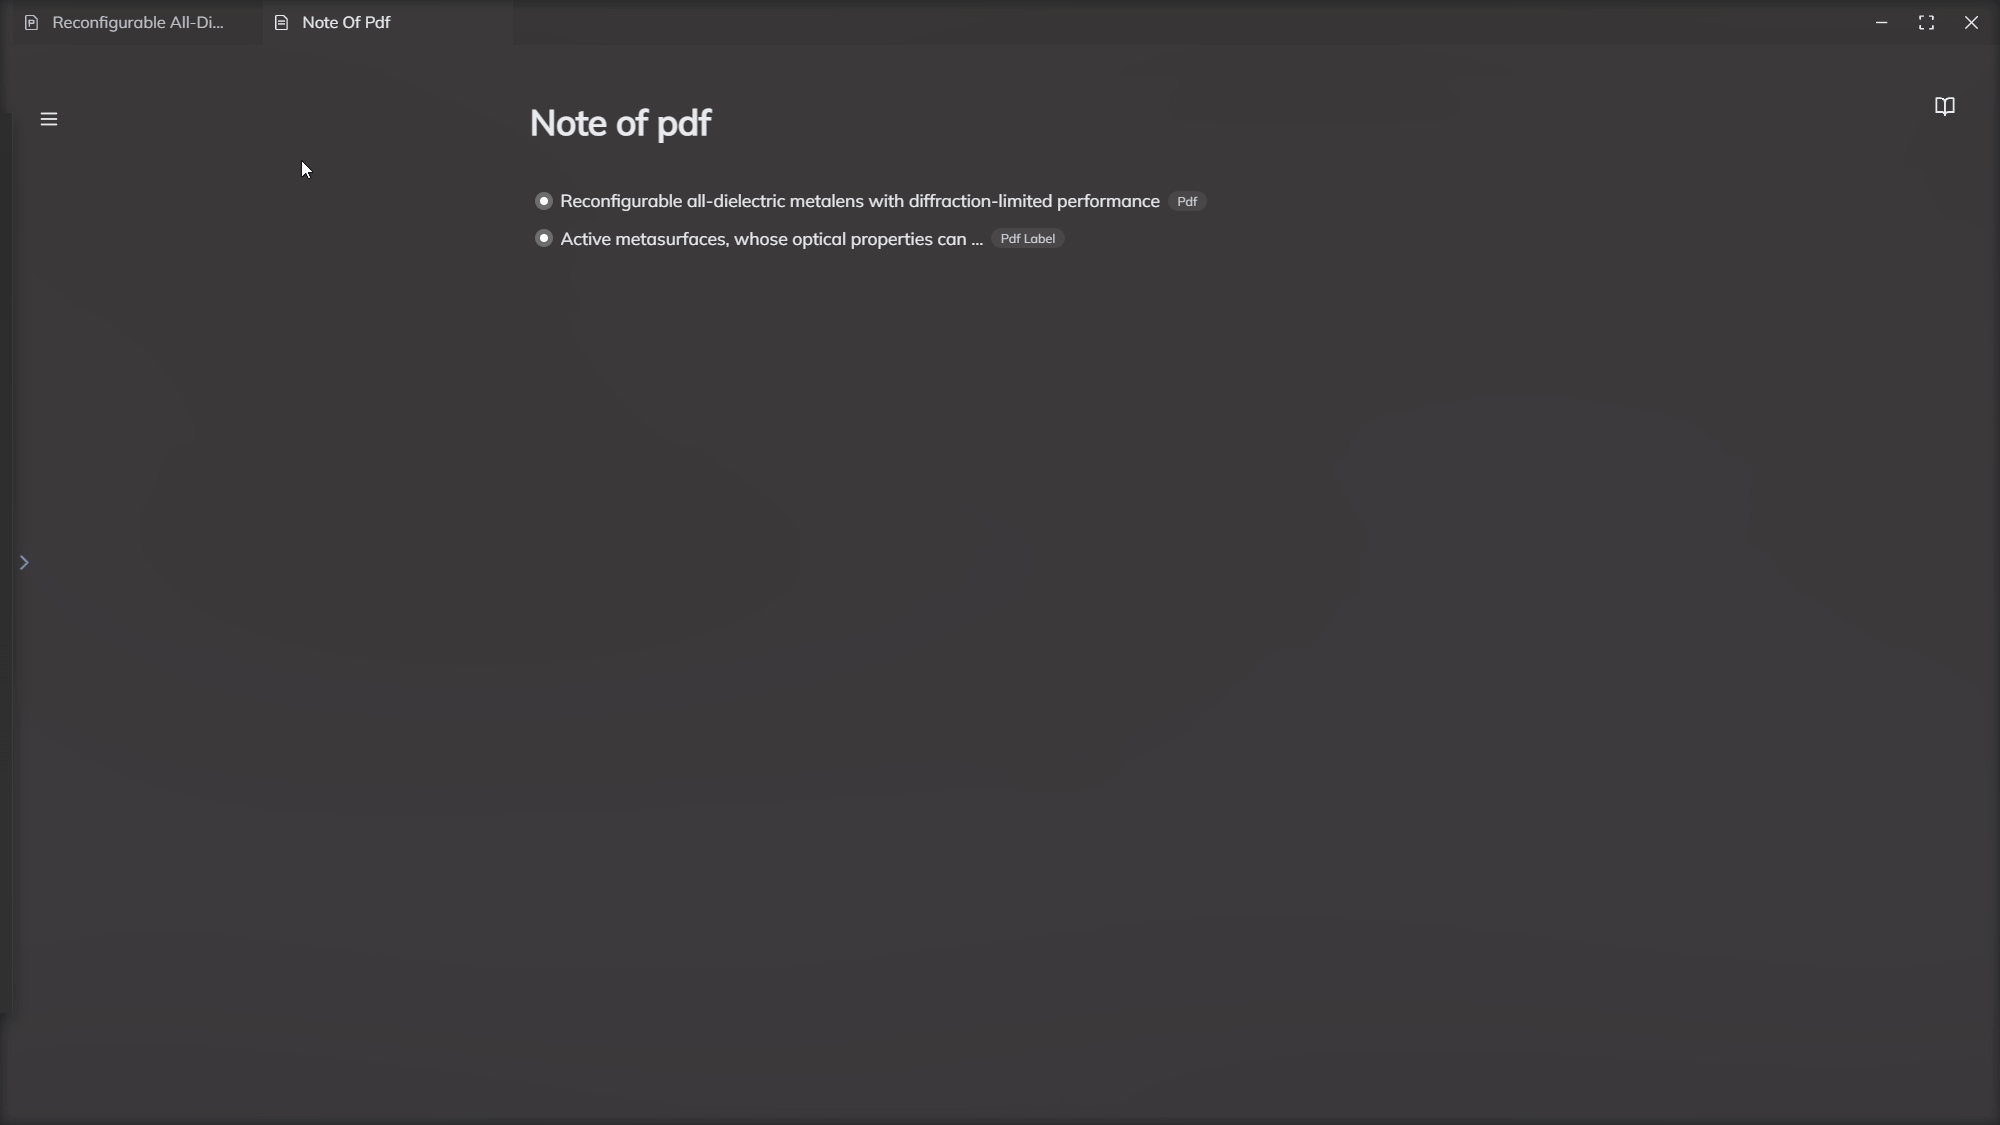 Reconfigurable All-Di...
Note Of Pdf
Note of pdf
Reconfigurable all-dielectric metalens with diffraction-limited performance Pdf
Active metasurfaces, whose optical properties can ... Pdf Label